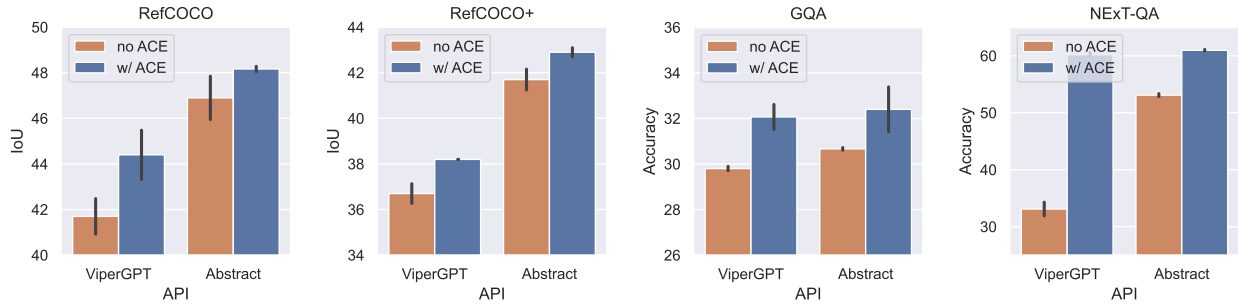 RefCOCO
50
48
46
44
42
40
IoU
no ACE
w/ ACE
ViperGPT
Abstract
API
RefCOCO+
44
42
40
38
36
34
IoU
no ACE
w/ ACE
ViperGPT
Abstract
API
GQA
36
34
32
30
28
26
Accuracy
no ACE
w/ ACE
ViperGPT
Abstract
API
NExT-QA
60
50
40
30
Accuracy
no ACE
w/ ACE
ViperGPT
Abstract
API